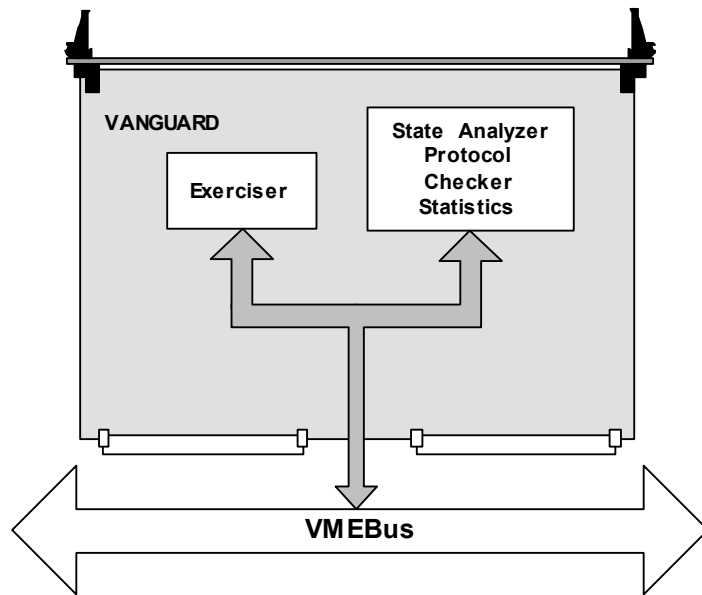 VANGUARD
Exerciser
State Analyzer
Protocol
Checker
Statistics
VMEBus